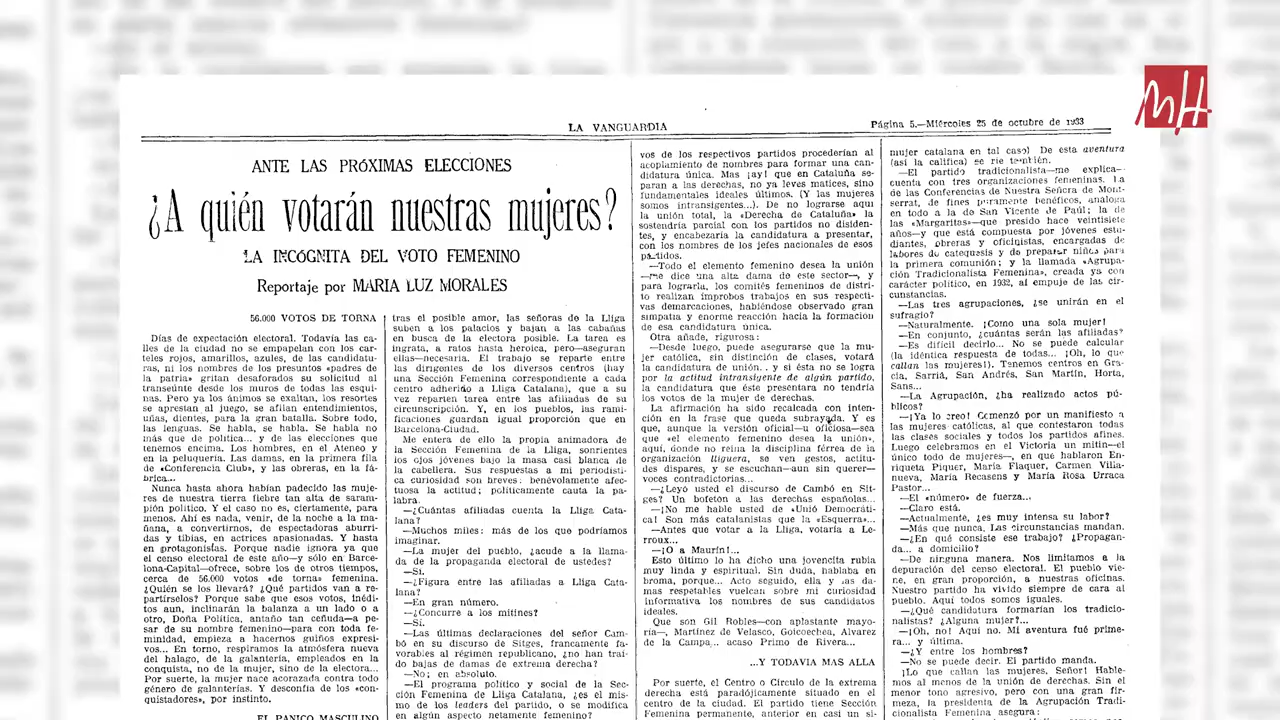 LA VANGUARDIA
Página 5.—Miércoles 25 de octubre de 1933
MH
ANTE LAS PRÓXIMAS ELECCIONES
¿A quién votarán nuestras mujeres?
LA INCÓGNITA DEL VOTO FEMENINO
Reportaje por MARIA LUZ MORALES
56.000 VOTOS DE TORNA
Días de expectación electoral. Todavía las ca-
lles de la ciudad no se empapelan con los car-
teles rojos, amarillos, azules, de las candidatu-
ras, ni los nombres de los presuntos «padres de
la patria» gritan desaforados su solicitud al
transeúnte desde los muros de todas las esqui-
nas. Pero ya los ánimos se exaltan, los resortes
se aprestan al juego, se afilan entendimientos,
uñas, dientes, para la gran batalla. Sobre todo,
las lenguas. Se habla, se habla. Se habla no
más que de política... y de las elecciones que
tenemos encima. Los hombres, en el Ateneo y
en la peluquería. Las damas, en la primera fila
de «Conferencia Club», y las obreras, en la fá-
brica...
Nunca hasta ahora habían padecido las muje-
res de nuestra tierra fiebre tan alta de saram-
pión político. Y el caso no es, ciertamente, para
menos. Ahí es nada, venir, de la noche a la ma-
ñana, a convertirnos, de espectadoras aburri-
das y tibias, en actrices apasionadas. Y hasta
en protagonistas. Porque nadie ignora ya que
el censo electoral de este año—y sólo en Barce-
lona-Capital—ofrece, sobre los de otros tiempos,
cerca de 56.000 votos «de torna» femenina.
¿Quién se los llevará? ¿Qué partidos van a re-
partírselos? Porque sabe que esos votos, inédi-
tos aun, inclinarán la balanza a un lado o a
otro, Doña Política, antaño tan ceñuda—a pe-
sar de su nombre femenino—para con toda fe-
minidad, empieza a hacernos guiños expresi-
vos... En torno, respiramos la atmósfera nueva
del halago, de la galantería, empleados en la
conquista, no de la mujer, sino de la electora...
Por suerte, la mujer nace acorazada contra todo
género de galanterías. Y desconfía de los «con-
quistadores», por instinto.
EL PANICO MASCULINO
tras el posible amor, las señoras de la Lliga
suben a los palacios y bajan a las cabañas
en busca de la electora posible. La tarea es
ingrata, a ratos hasta heroica, pero—aseguran
ellas—necesaria. El trabajo se reparte entre
las dirigentes de los diversos centros (hay
una Sección Femenina correspondiente a cada
centro adherido a Lliga Catalana), que a su
vez reparten tarea entre las afiliadas de su
circunscripción. Y, en los pueblos, las rami-
ficaciones guardan igual proporción que en
Barcelona-Ciudad.
Me entera de ello la propia animadora de
la Sección Femenina de la Lliga, sonrientes
los ojos jóvenes bajo la masa casi blanca de
la cabellera. Sus respuestas a mi periodísti-
ca curiosidad son breves: benévolamente afec-
tuosa la actitud; políticamente cauta la pa-
labra.
—¿Cuántas afiliadas cuenta la Lliga Cata-
lana?
—Muchos miles: más de los que podríamos
imaginar.
—La mujer del pueblo, ¿acude a la llama-
da de la propaganda electoral de ustedes?
—Sí.
—¿Figura entre las afiliadas a Lliga Cata-
lana?
—En gran número.
—¿Concurre a los mitines?
—Sí.
—Las últimas declaraciones del señor Cam-
bó en su discurso de Sitges, francamente fa-
vorables al régimen republicano, ¿no han traí-
do bajas de damas de extrema derecha?
—No; en absoluto.
—El programa político y social de la Sec-
ción Femenina de Lliga Catalana, ¿es el mis-
mo de los leaders del partido, o se modifica
en algún aspecto netamente femenino?
vos de los respectivos partidos procederían al
acoplamiento de nombres para formar una can-
didatura única. Mas ¡ay! que en Cataluña se-
paran a las derechas, no ya leves matices, sino
fundamentales ideales últimos. (Y las mujeres
somos intransigentes...). De no lograrse aquí
la unión total, la «Derecha de Cataluña» la
sostendría parcial con los partidos no disiden-
tes, y encabezaría la candidatura a presentar,
con los nombres de los jefes nacionales de esos
partidos.
—Todo el elemento femenino desea la unión
—me dice una alta dama de este sector—, y
para lograrla, los comités femeninos de distri-
to realizan ímprobos trabajos en sus respecti-
vas demarcaciones, habiéndose observado gran
simpatía y enorme reacción hacia la formación
de esa candidatura única.
Otra añade, rigurosa:
—Desde luego, puede asegurarse que la mu-
jer católica, sin distinción de clases, votará
la candidatura de unión.. y si ésta no se logra
por la actitud intransigente de algún partido,
la candidatura que éste presentara no tendría
los votos de la mujer de derechas.
La afirmación ha sido recalcada con inten-
ción en la frase que queda subrayada. Y es
que, aunque la versión oficial—u oficiosa—sea
que «el elemento femenino desea la unión»,
aquí, donde no reina la disciplina férrea de la
organización lliguera, se ven gestos, actitu-
des dispares, y se escuchan—aun sin querer—
voces contradictorias...
—¿Leyó usted el discurso de Cambó en Sit-
ges? Un bofetón a las derechas españolas...
—¡No me hable usted de «Unió Democráti-
ca! Son más catalanistas que la «Esquerra»...
—Antes que votar a la Lliga, votaría a Le-
rroux...
—¡O a Maurín!...
Esto último lo ha dicho una jovencita rubia
muy linda y espiritual. Sin duda, hablaba en
broma, porque... Acto seguido, ella y las da-
mas respetables vuelcan sobre mi curiosidad
informativa los nombres de sus candidatos
ideales.
Que son Gil Robles—con aplastante mayo-
ría—, Martínez de Velasco, Goicoechea, Alvarez
de la Campa... acaso Primo de Rivera...
...Y TODAVIA MAS ALLA
Por suerte, el Centro o Círculo de la extrema
derecha está paradójicamente situado en el
centro de la ciudad. El partido tiene Sección
Femenina permanente, anterior en casi un si-
mujer catalana en tal caso! De esta aventura
(así la califica) se ríe también.
—El partido tradicionalista—me explica—
cuenta con tres organizaciones femeninas. La
de las Conferencias de Nuestra Señora de Mont-
serrat, de fines puramente benéficos, análoga
en todo a la de San Vicente de Paúl; la de
las «Margaritas»—que presido hace veintisiete
años—y que está compuesta por jóvenes estu-
diantes, obreras y oficinistas, encargadas de
labores de catequesis y de preparar niños para
la primera comunión; y la llamada «Agrupa-
ción Tradicionalista Femenina», creada ya con
carácter político, en 1932, al empuje de las cir-
cunstancias.
—Las tres agrupaciones, ¿se unirán en el
sufragio?
—Naturalmente. ¡Como una sola mujer!
—En conjunto, ¿cuántas serán las afiliadas?
—Es difícil decirlo... No se puede calcular
(la idéntica respuesta de todas... ¡Oh, lo que
callan las mujeres!). Tenemos centros en Gra-
cia, Sarriá, San Andrés, San Martín, Horta,
Sans...
—La Agrupación, ¿ha realizado actos pú-
blicos?
—¡Ya lo creo! Comenzó por un manifiesto a
las mujeres católicas, al que contestaron todas
las clases sociales y todos los partidos afines.
Luego celebramos en el Victoria un mitin—el
único todo de mujeres—, en que hablaron En-
riqueta Piquer, María Flaquer, Carmen Villa-
nueva, María Recasens y María Rosa Urraca
Pastor...
—El «número» de fuerza...
—Claro está.
—Actualmente, ¿es muy intensa su labor?
—Más que nunca. Las circunstancias mandan.
—¿En qué consiste ese trabajo? ¿Propagan-
da... a domicilio?
—De ninguna manera. Nos limitamos a la
depuración del censo electoral. El pueblo vie-
ne, en gran proporción, a nuestras oficinas.
Nuestro partido ha vivido siempre de cara al
pueblo. Aquí todos somos iguales.
—¿Qué candidatura formarían los tradicio-
nalistas? ¿Alguna mujer?...
—¡Oh, no! Aquí no. Mi aventura fué prime-
ra... y última.
—¿Y entre los hombres?
—No se puede decir. El partido manda.
¡Lo que callan las mujeres, Señor! Hable-
mos al menos de la unión de derechas. Sin el
menor tono agresivo, pero con una gran fir-
meza, la presidenta de la Agrupación Tradi-
cionalista Femenina asegura: